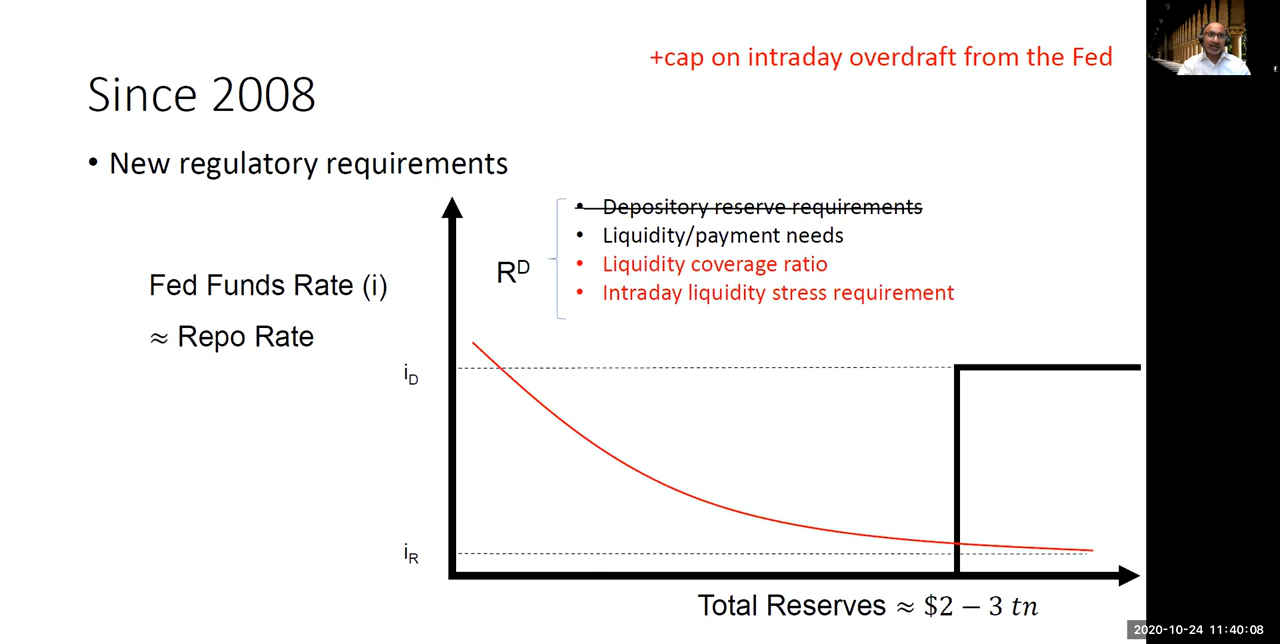 +cap on intraday overdraft from the Fed
Since 2008
• New regulatory requirements
• Depository reserve requirements
• Liquidity/payment needs
• Liquidity coverage ratio
• Intraday liquidity stress requirement
R^D
Fed Funds Rate (i)
≈ Repo Rate
i_D
i_R
Total Reserves ≈ $2 − 3 tn
2020-10-24 11:40:08